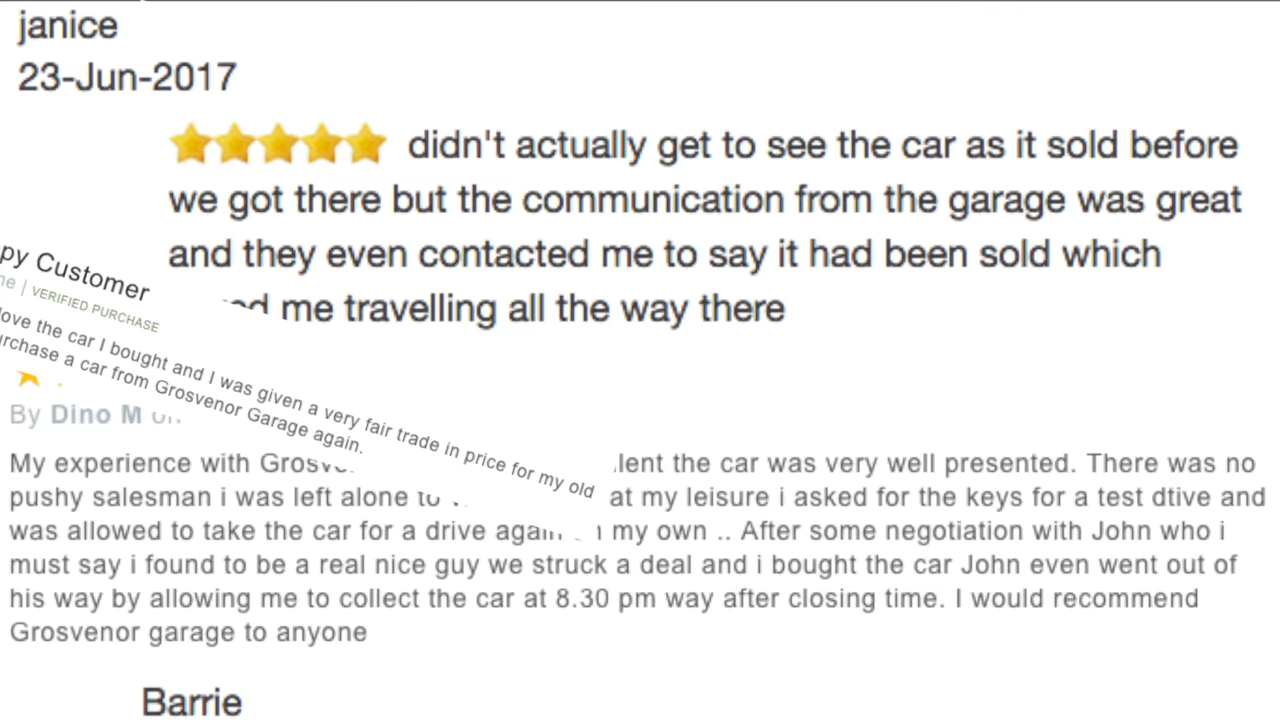 janice
23-Jun-2017
didn't actually get to see the car as it sold before
we got there but the communication from the garage was great
and they even contacted me to say it had been sold which
me travelling all the way there
Customer
VERIFIED PURCHASE
the car I bought and I was given a very fair trade in price for my old
a car from Grosvenor Garage again.
By Dino M
My experience with the car was very well presented. There was no
pushy salesman i was left alone at my leisure i asked for the keys for a test dtive and
was allowed to take the car for a drive my own .. After some negotiation with John who i
must say i found to be a real nice guy we struck a deal and i bought the car John even went out of
his way by allowing me to collect the car at 8.30 pm way after closing time. I would recommend
Grosvenor garage to anyone
Barrie